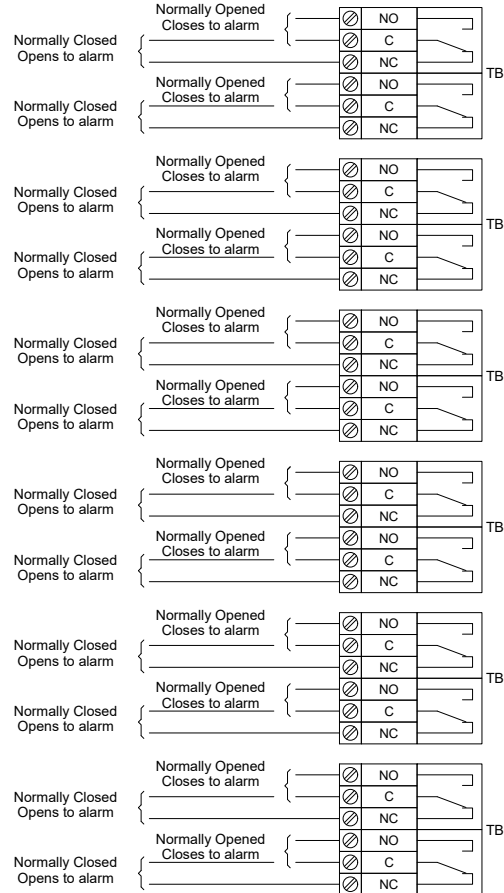 Normally Opened
Closes to alarm
NO
Normally Closed
Opens to alarm
C
NC
TB
Normally Opened
Closes to alarm
NO
Normally Closed
Opens to alarm
C
NC
Normally Opened
Closes to alarm
NO
Normally Closed
Opens to alarm
C
NC
TB
Normally Opened
Closes to alarm
NO
Normally Closed
Opens to alarm
C
NC
Normally Opened
Closes to alarm
NO
Normally Closed
Opens to alarm
C
NC
TB
Normally Opened
Closes to alarm
NO
Normally Closed
Opens to alarm
C
NC
Normally Opened
Closes to alarm
NO
Normally Closed
Opens to alarm
C
NC
TB
Normally Opened
Closes to alarm
NO
Normally Closed
Opens to alarm
C
NC
Normally Opened
Closes to alarm
NO
Normally Closed
Opens to alarm
C
NC
TB
Normally Opened
Closes to alarm
NO
Normally Closed
Opens to alarm
C
NC
Normally Opened
Closes to alarm
NO
Normally Closed
Opens to alarm
C
NC
TB
Normally Opened
Closes to alarm
NO
Normally Closed
Opens to alarm
C
NC